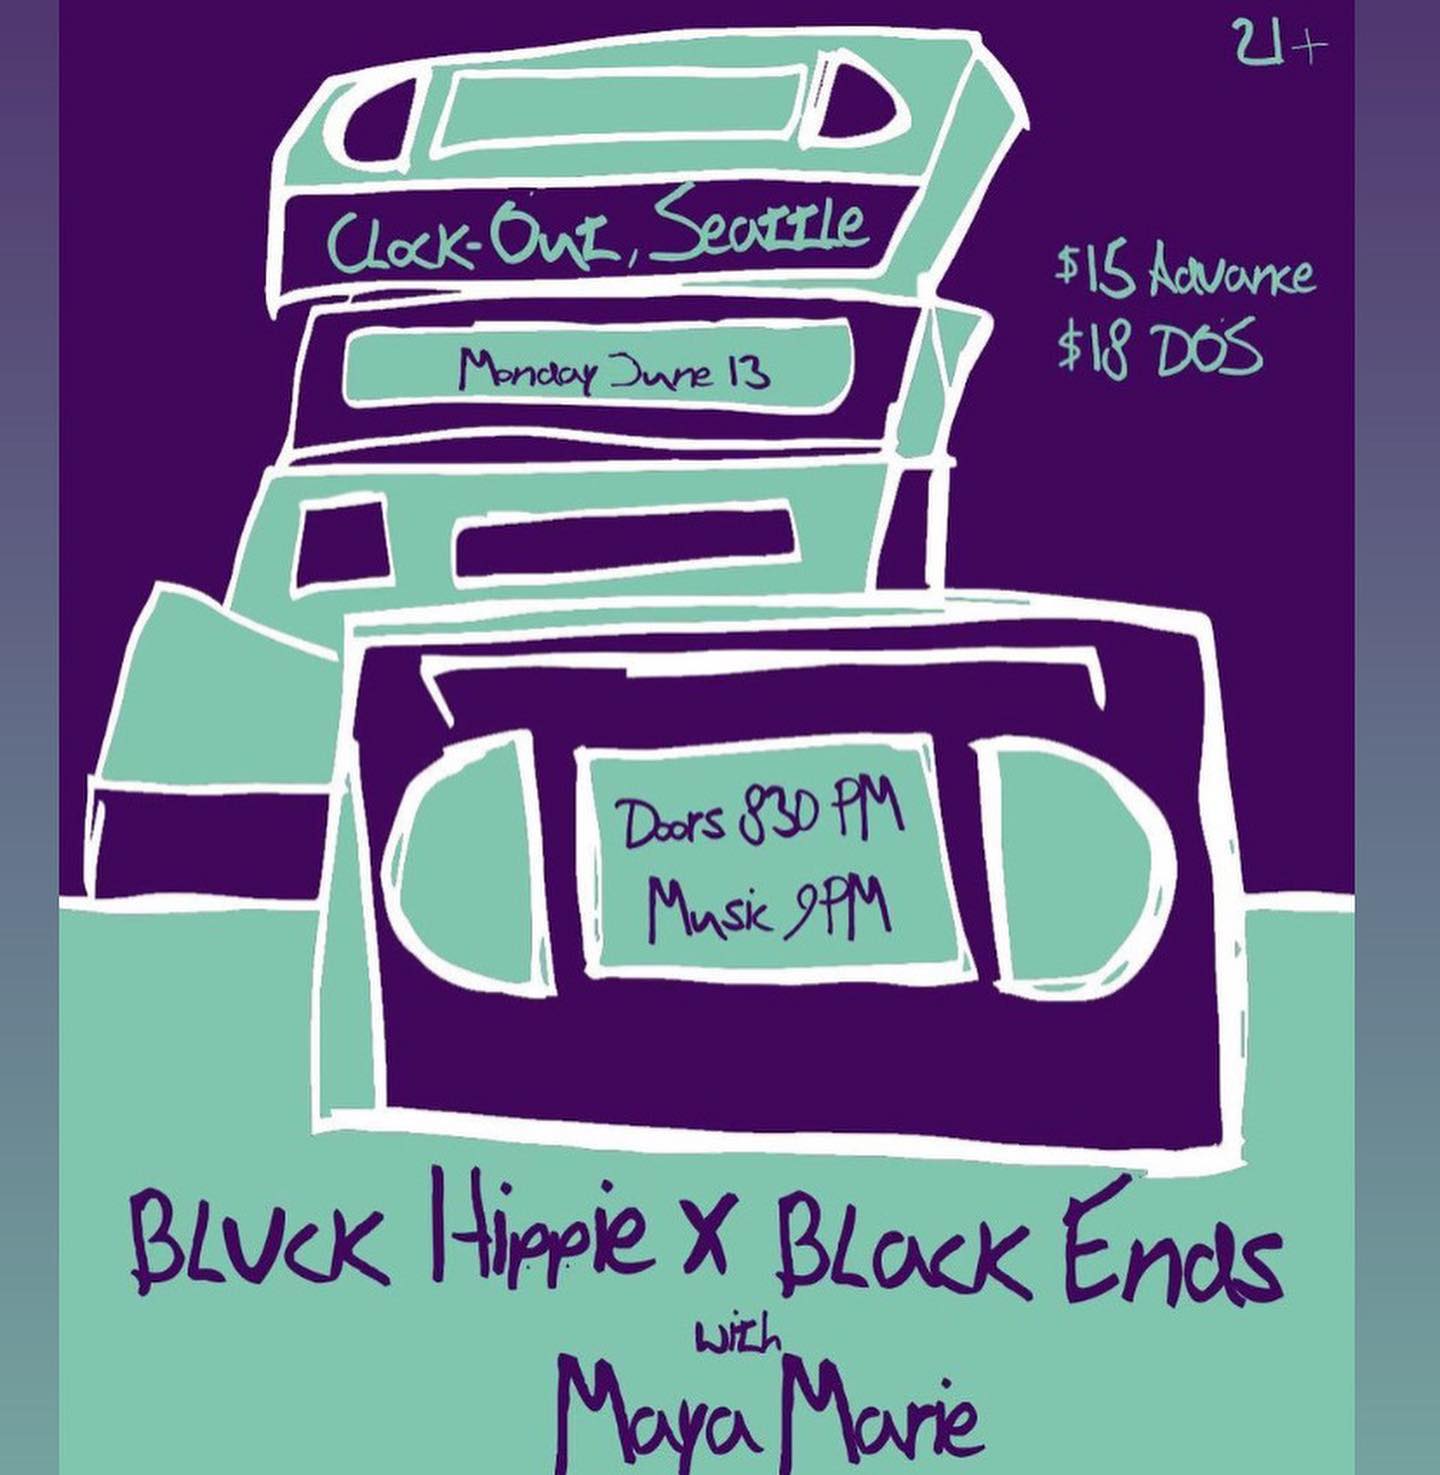 21+
Clock-Out, Seattle
$15 Advance
$18 DOS
Monday June 13
Doors 830 PM
Music 9PM
BLVCK Hippie X BLack Ends
with
Maya Marie